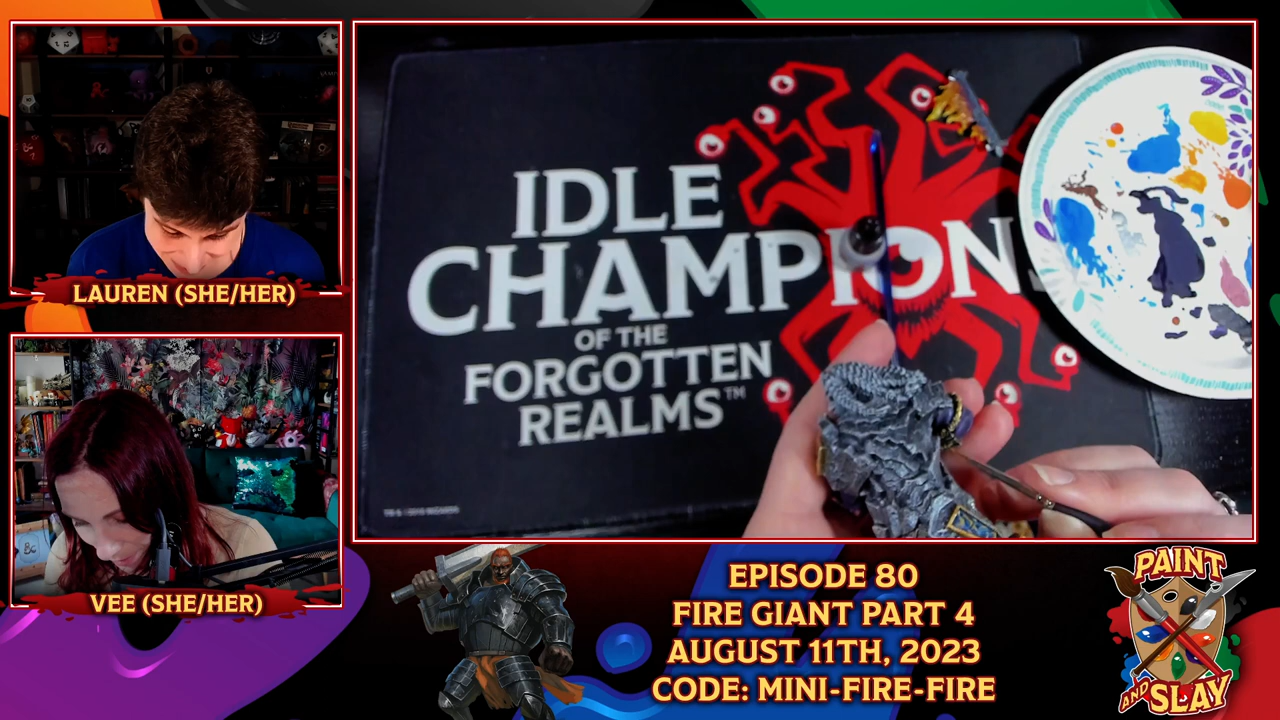 LAUREN (SHE/HER)
VEE (SHE/HER)
IDLE
CHAMPIONS
OF THE
FORGOTTEN
REALMS™
EPISODE 80
FIRE GIANT PART 4
AUGUST 11TH, 2023
CODE: MINI-FIRE-FIRE
PAINT
AND SLAY